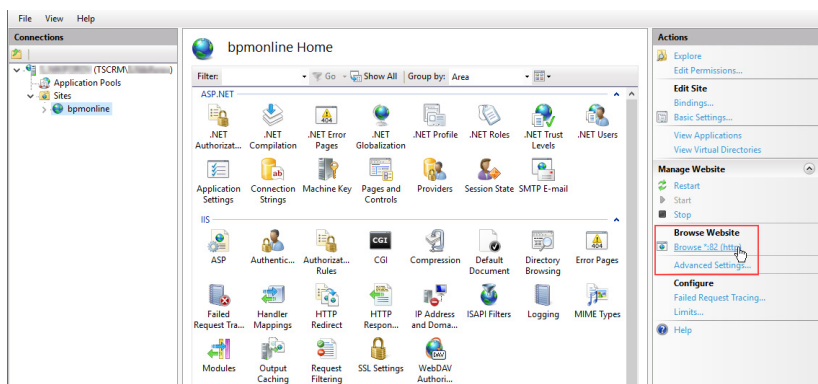 File View Help
Connections
(TSCRM\
Application Pools
Sites
bpmonline
bpmonline Home
Filter: Go Show All Group by: Area
ASP.NET
.NET Authorizat...
.NET Compilation
.NET Error Pages
.NET Globalization
.NET Profile
.NET Roles
.NET Trust Levels
.NET Users
Application Settings
Connection Strings
Machine Key
Pages and Controls
Providers
Session State
SMTP E-mail
IIS
ASP
Authentic...
Authorizat... Rules
CGI
Compression
Default Document
Directory Browsing
Error Pages
Failed Request Tra...
Handler Mappings
HTTP Redirect
HTTP Respon...
IP Address and Doma...
ISAPI Filters
Logging
MIME Types
Modules
Output Caching
Request Filtering
SSL Settings
WebDAV Authori...
Actions
Explore
Edit Permissions...
Edit Site
Bindings...
Basic Settings...
View Applications
View Virtual Directories
Manage Website
Restart
Start
Stop
Browse Website
Browse *:82 (http)
Advanced Settings...
Configure
Failed Request Tracing...
Limits...
Help